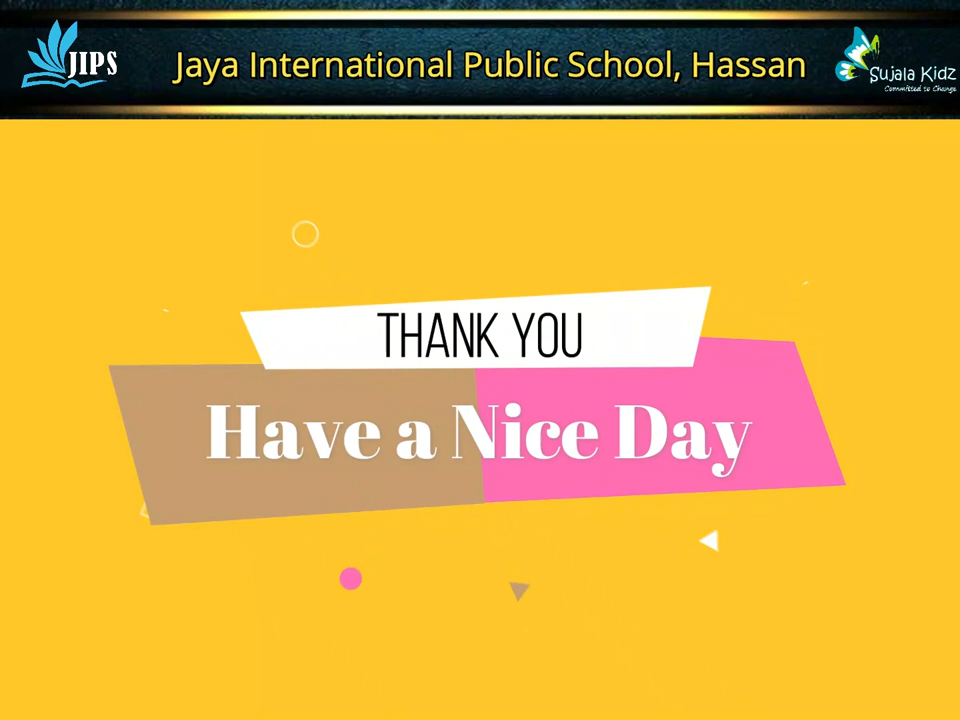 JIPS
Jaya International Public School, Hassan
Sujala Kidz
Committed to Change
THANK YOU
Have a Nice Day